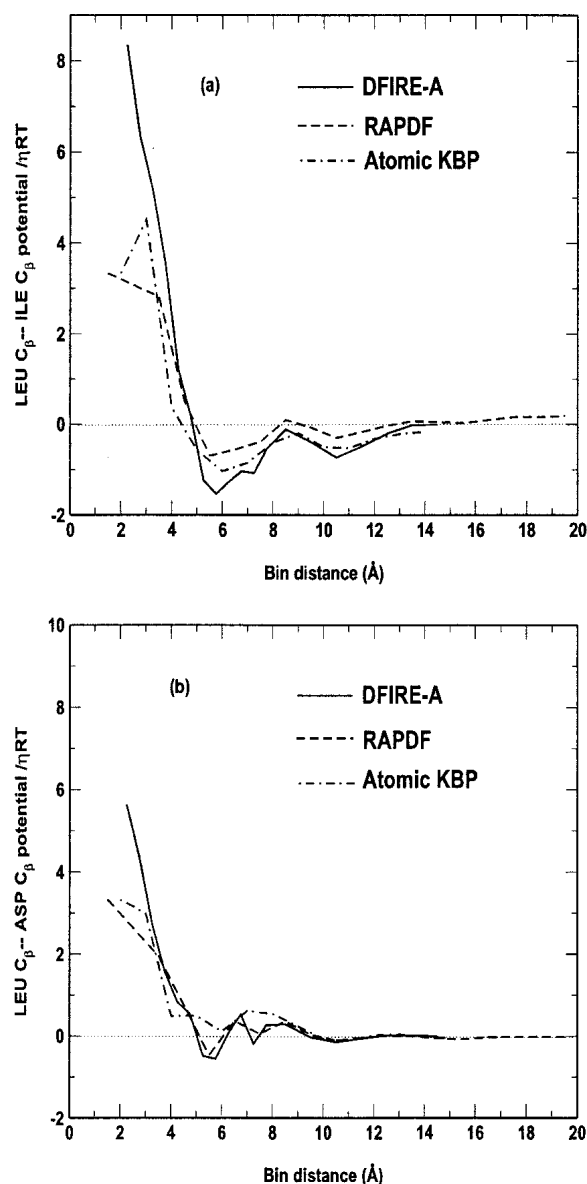 8
6
4
2
0
-2
(a)
DFIRE-A
RAPDF
Atomic KBP
LEU Cβ-- ILE Cβ potential /ηRT
0 2 4 6 8 10 12 14 16 18 20
Bin distance (Å)
10
8
6
4
2
0
-2
(b)
DFIRE-A
RAPDF
Atomic KBP
LEU Cβ-- ASP Cβ potential /ηRT
0 2 4 6 8 10 12 14 16 18 20
Bin distance (Å)